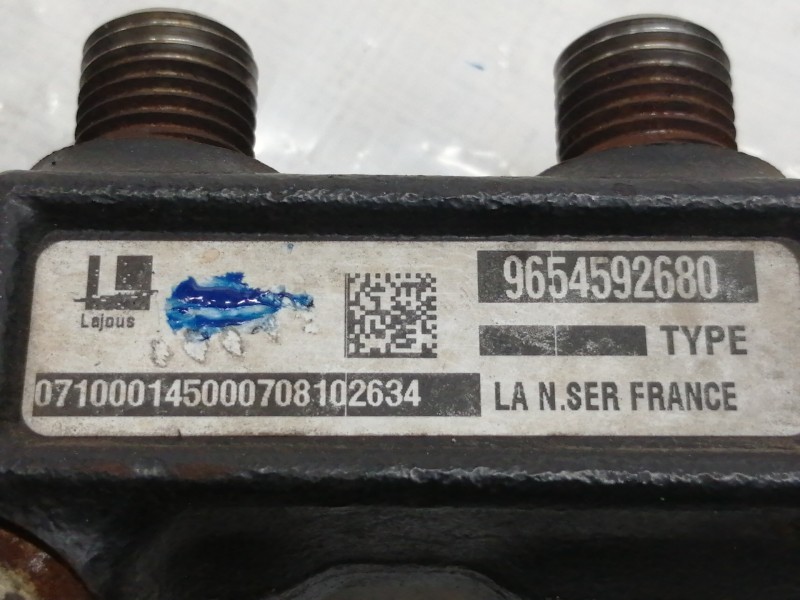 Lajous
9654592680
TYPE
071000145000708102634
LA N.SER FRANCE